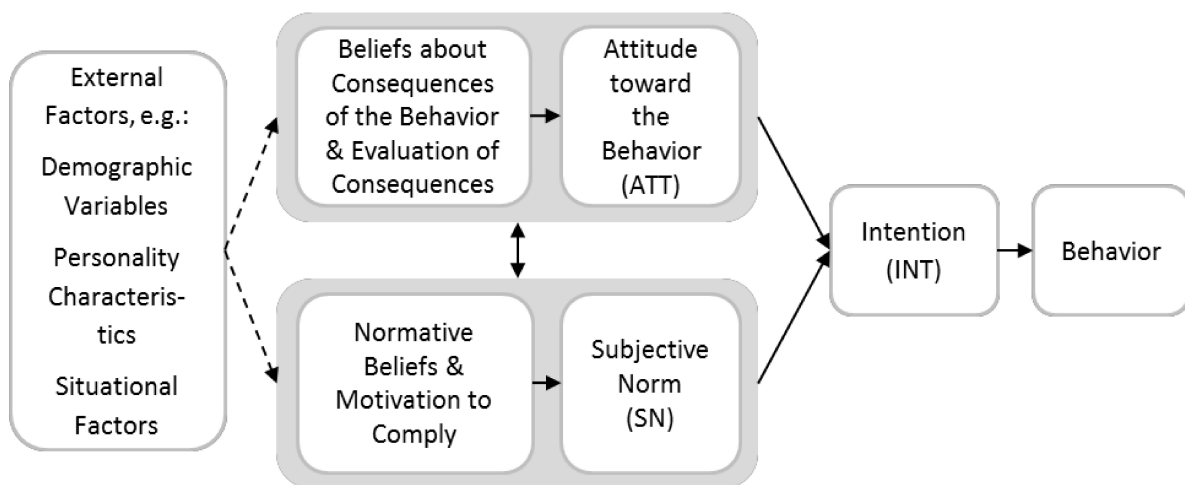 External
Factors, e.g.:
Demographic
Variables
Personality
Characteris-
tics
Situational
Factors
Beliefs about
Consequences
of the Behavior
& Evaluation of
Consequences
Attitude
toward
the
Behavior
(ATT)
Normative
Beliefs &
Motivation to
Comply
Subjective
Norm
(SN)
Intention
(INT)
Behavior